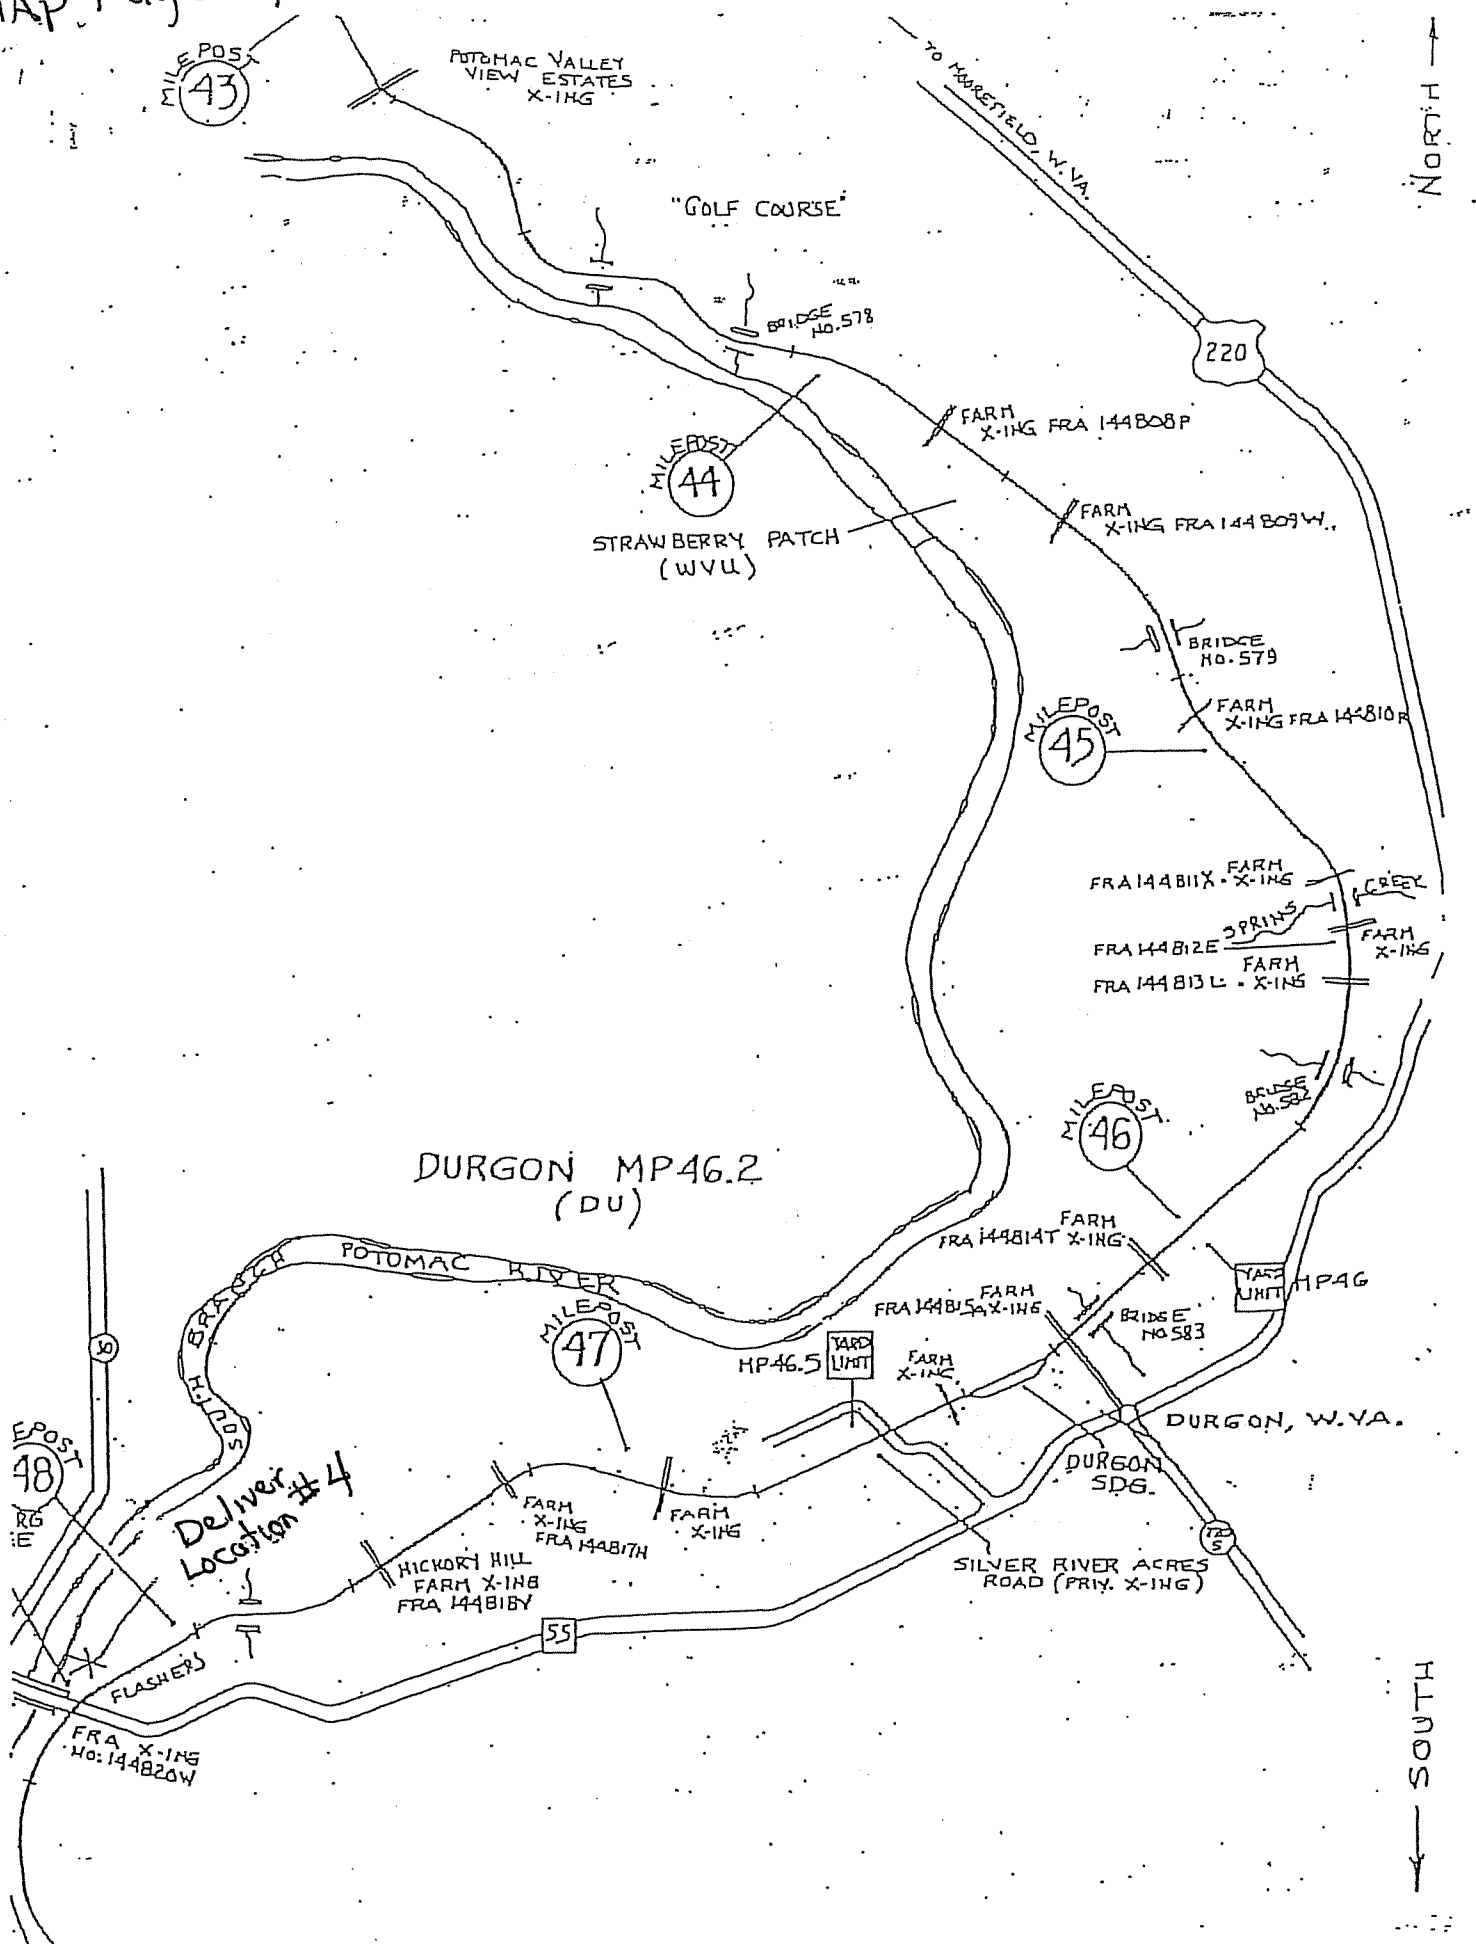 MILEPOST
43
POTOMAC VALLEY
VIEW ESTATES
X-ING
TO MOOREFIELD, W.VA.
NORTH
"GOLF COURSE"
BRIDGE
NO.578
220
FARM
X-ING FRA 144808P
MILEPOST
44
FARM
X-ING FRA 144809W
STRAWBERRY PATCH
(WVU)
BRIDGE
NO.579
FARM
X-ING FRA 144810R
MILEPOST
45
FARM
FRA 144811X - X-ING
CREEK
SPRING
FRA 144812E
FARM
X-ING
FARM
FRA 144813L - X-ING
BRIDGE
NO.582
MILEPOST
46
DURGON MP46.2
(DU)
FARM
FRA 144814T X-ING
YARD
LIMIT
MP46
SOUTH BRANCH POTOMAC RIVER
FARM
FRA 144815A X-ING
BRIDGE
NO 583
MILEPOST
47
MP46.5
YARD
LIMIT
FARM
X-ING
DURGON, W.VA.
DURGON
SDG.
EPOST
48
RG
E
Deliver #4
Location
FARM
X-ING
FRA 144817H
FARM
X-ING
HICKORY HILL
FARM X-ING
FRA 144818Y
SILVER RIVER ACRES
ROAD (PRIV. X-ING)
55
FLASHERS
FRA X-ING
NO: 144820W
SOUTH